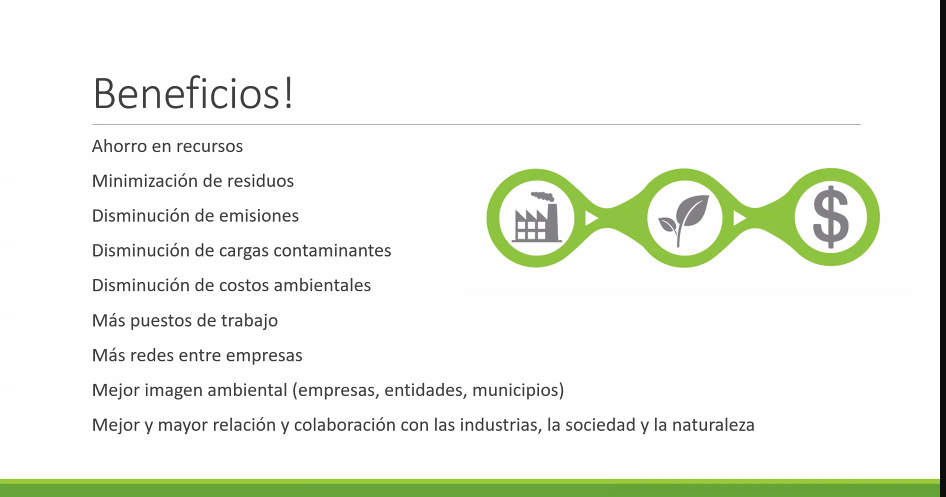 Beneficios!
Ahorro en recursos
Minimización de residuos
Disminución de emisiones
Disminución de cargas contaminantes
Disminución de costos ambientales
Más puestos de trabajo
Más redes entre empresas
Mejor imagen ambiental (empresas, entidades, municipios)
Mejor y mayor relación y colaboración con las industrias, la sociedad y la naturaleza
$